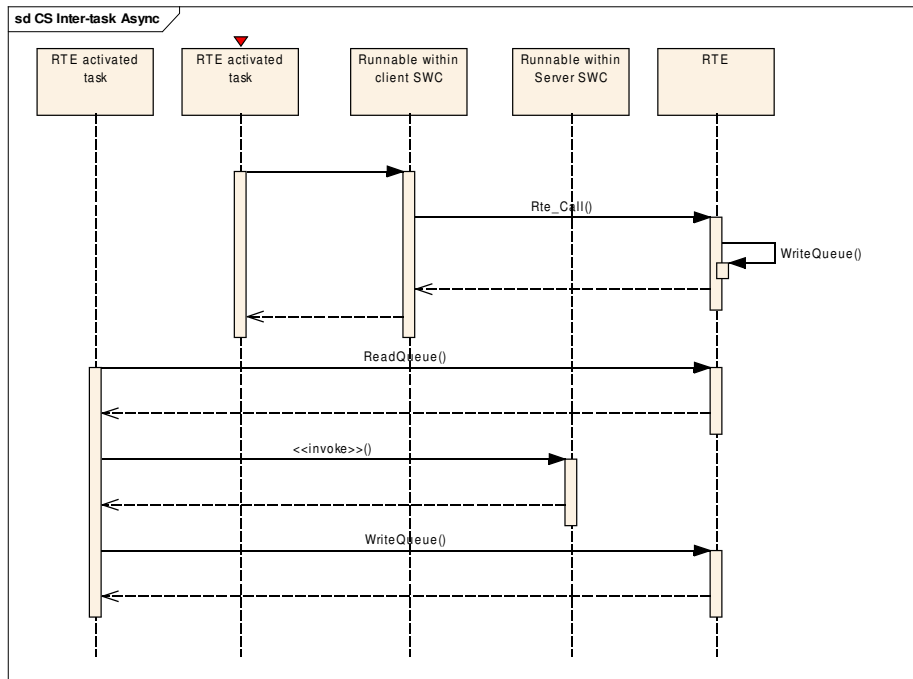 sd CS Inter-task Async
RTE activated
task
RTE activated
task
Runnable within
client SWC
Runnable within
Server SWC
RTE
Rte_Call()
WriteQueue()
ReadQueue()
<<invoke>>()
WriteQueue()